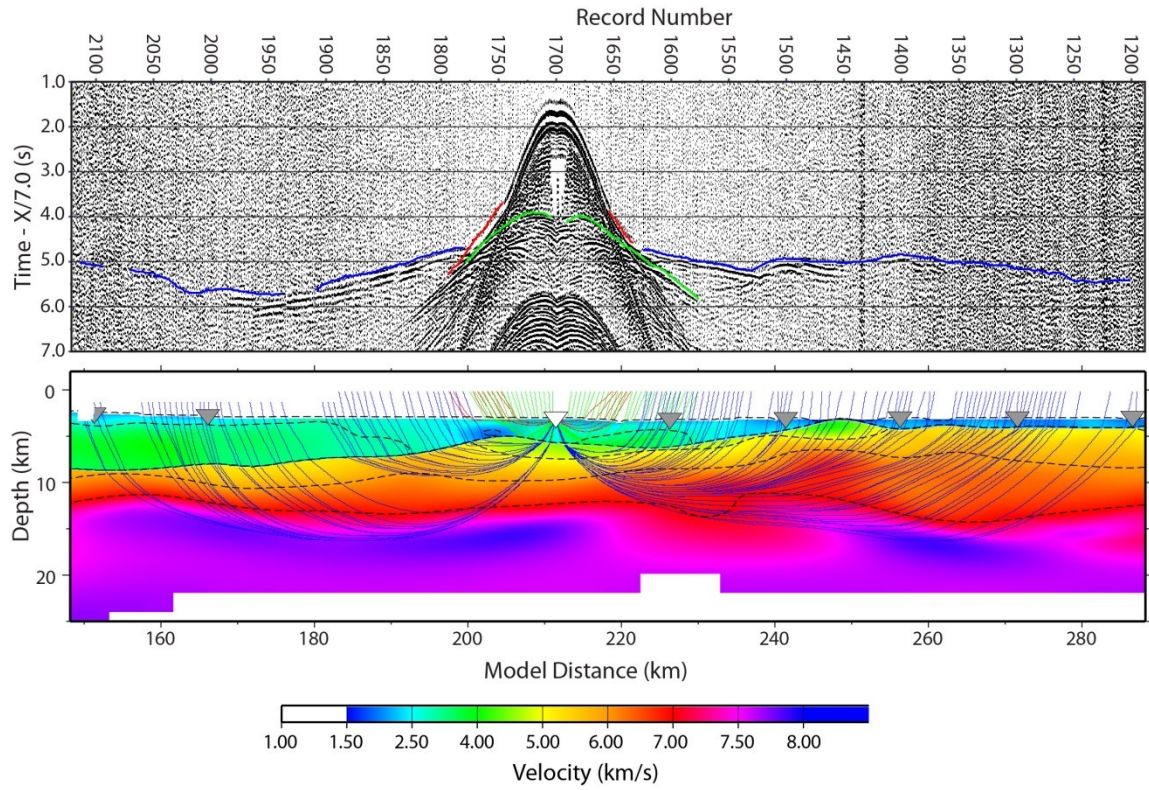 Record Number
2100 2050 2000 1950 1900 1850 1800 1750 1700 1650 1600 1550 1500 1450 1400 1350 1300 1250 1200
Time - X/7.0 (s)
1.0
2.0
3.0
4.0
5.0
6.0
7.0
Depth (km)
0
10
20
160 180 200 220 240 260 280
Model Distance (km)
1.00 1.50 2.50 4.00 5.00 6.00 7.00 7.50 8.00
Velocity (km/s)